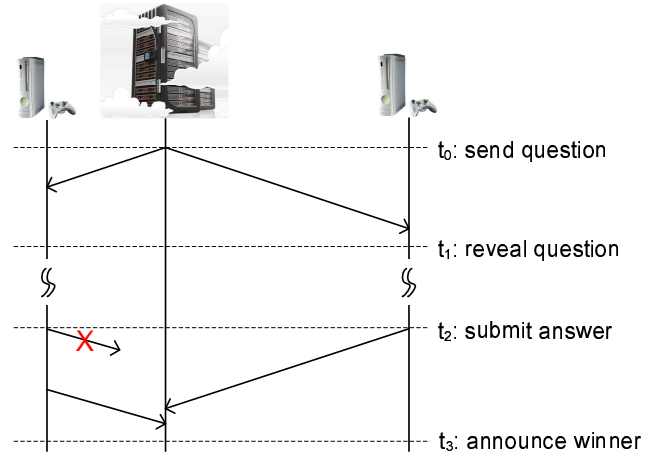 t₀: send question
t₁: reveal question
X
t₂: submit answer
t₃: announce winner